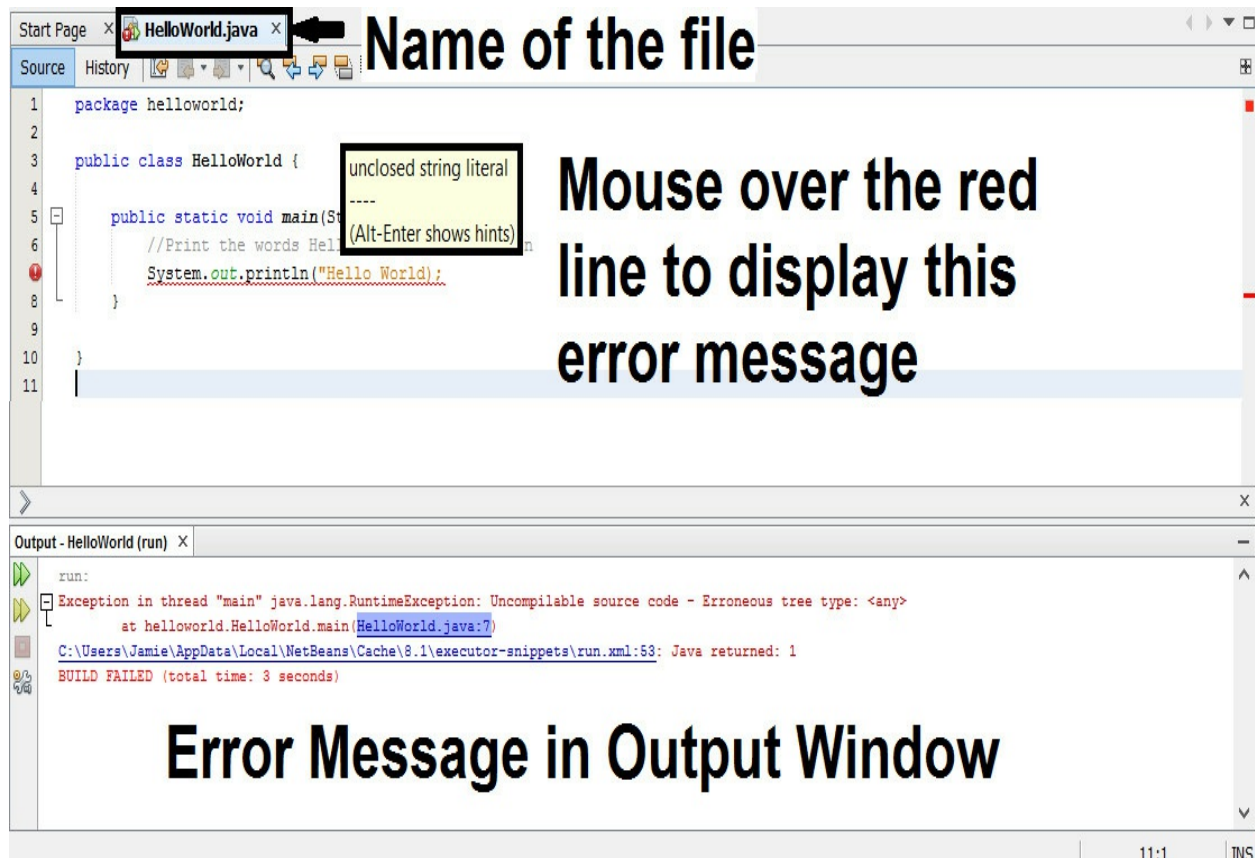 Start Page
HelloWorld.java
Name of the file
Source History
1 package helloworld;
2
3 public class HelloWorld {
4
5 public static void main(St
6 //Print the words Hel n
System.out.println("Hello World);
8 }
9
10 }
11
unclosed string literal
----
(Alt-Enter shows hints)
Mouse over the red
line to display this
error message
Output - HelloWorld (run)
run:
Exception in thread "main" java.lang.RuntimeException: Uncompilable source code - Erroneous tree type: <any>
at helloworld.HelloWorld.main(HelloWorld.java:7)
C:\Users\Jamie\AppData\Local\NetBeans\Cache\8.1\executor-snippets\run.xml:53: Java returned: 1
BUILD FAILED (total time: 3 seconds)
Error Message in Output Window
11:1 INS